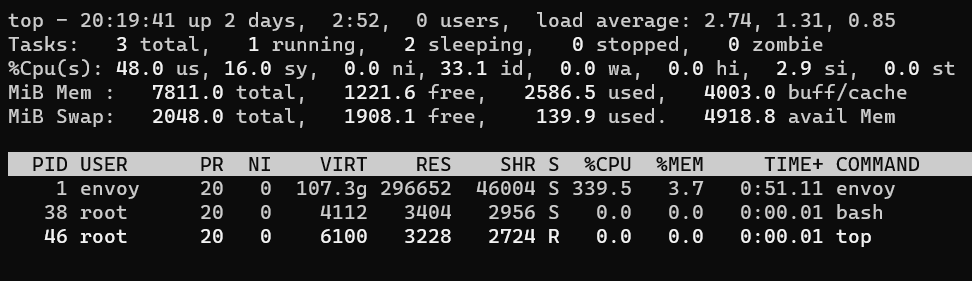 top - 20:19:41 up 2 days,  2:52,  0 users,  load average: 2.74, 1.31, 0.85
Tasks:   3 total,   1 running,   2 sleeping,   0 stopped,   0 zombie
%Cpu(s): 48.0 us, 16.0 sy,  0.0 ni, 33.1 id,  0.0 wa,  0.0 hi,  2.9 si,  0.0 st
MiB Mem :   7811.0 total,   1221.6 free,   2586.5 used,   4003.0 buff/cache
MiB Swap:   2048.0 total,   1908.1 free,    139.9 used.   4918.8 avail Mem
  PID USER      PR  NI    VIRT    RES    SHR S  %CPU  %MEM     TIME+ COMMAND
    1 envoy     20   0  107.3g 296652  46004 S 339.5   3.7   0:51.11 envoy
   38 root      20   0    4112   3404   2956 S   0.0   0.0   0:00.01 bash
   46 root      20   0    6100   3228   2724 R   0.0   0.0   0:00.01 top